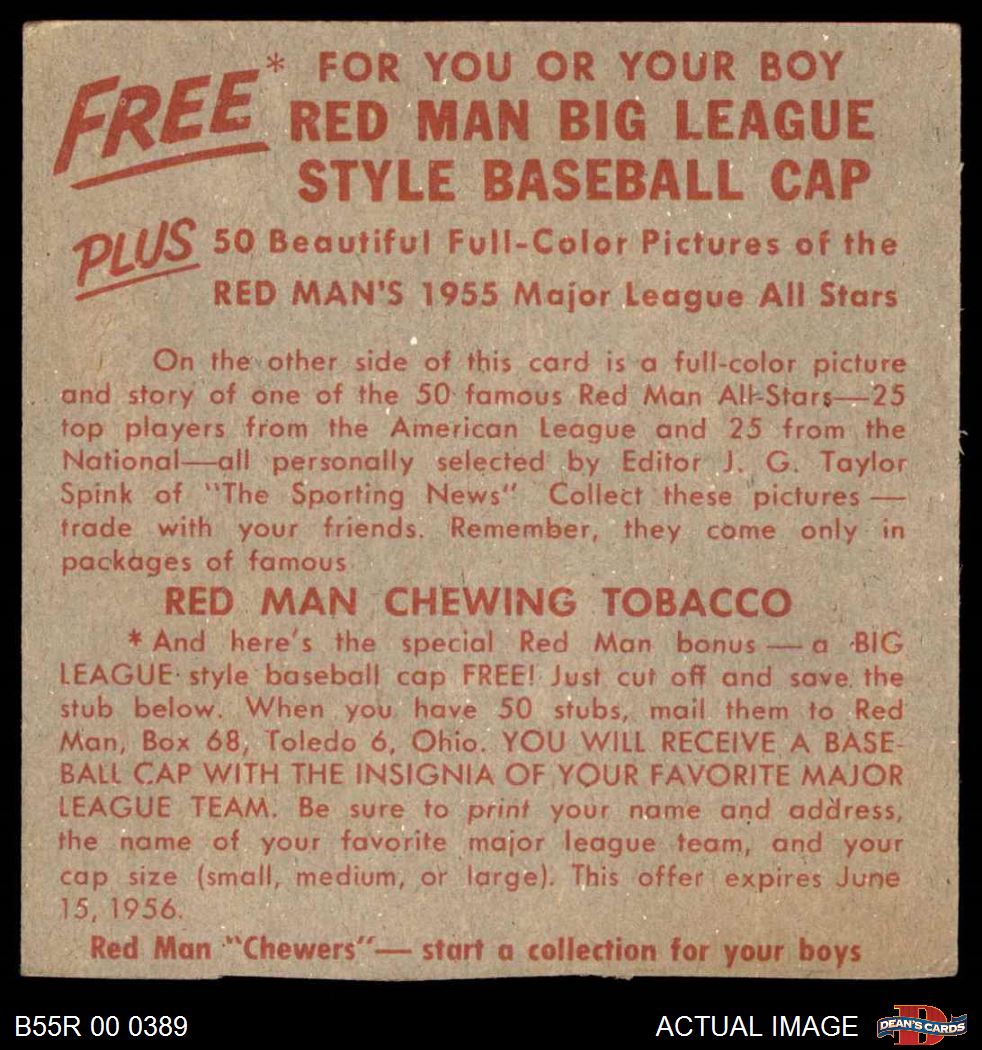 FREE* FOR YOU OR YOUR BOY
RED MAN BIG LEAGUE
STYLE BASEBALL CAP
PLUS 50 Beautiful Full-Color Pictures of the
RED MAN'S 1955 Major League All Stars
On the other side of this card is a full-color picture
and story of one of the 50 famous Red Man All-Stars—25
top players from the American League and 25 from the
National—all personally selected by Editor J. G. Taylor
Spink of "The Sporting News" Collect these pictures —
trade with your friends. Remember, they come only in
packages of famous
RED MAN CHEWING TOBACCO
* And here's the special Red Man bonus — a BIG
LEAGUE style baseball cap FREE! Just cut off and save the
stub below. When you have 50 stubs, mail them to Red
Man, Box 68, Toledo 6, Ohio. YOU WILL RECEIVE A BASE-
BALL CAP WITH THE INSIGNIA OF YOUR FAVORITE MAJOR
LEAGUE TEAM. Be sure to print your name and address,
the name of your favorite major league team, and your
cap size (small, medium, or large). This offer expires June
15, 1956.
Red Man "Chewers"— start a collection for your boys
B55R 00 0389
ACTUAL IMAGE
D
DEAN'S CARDS